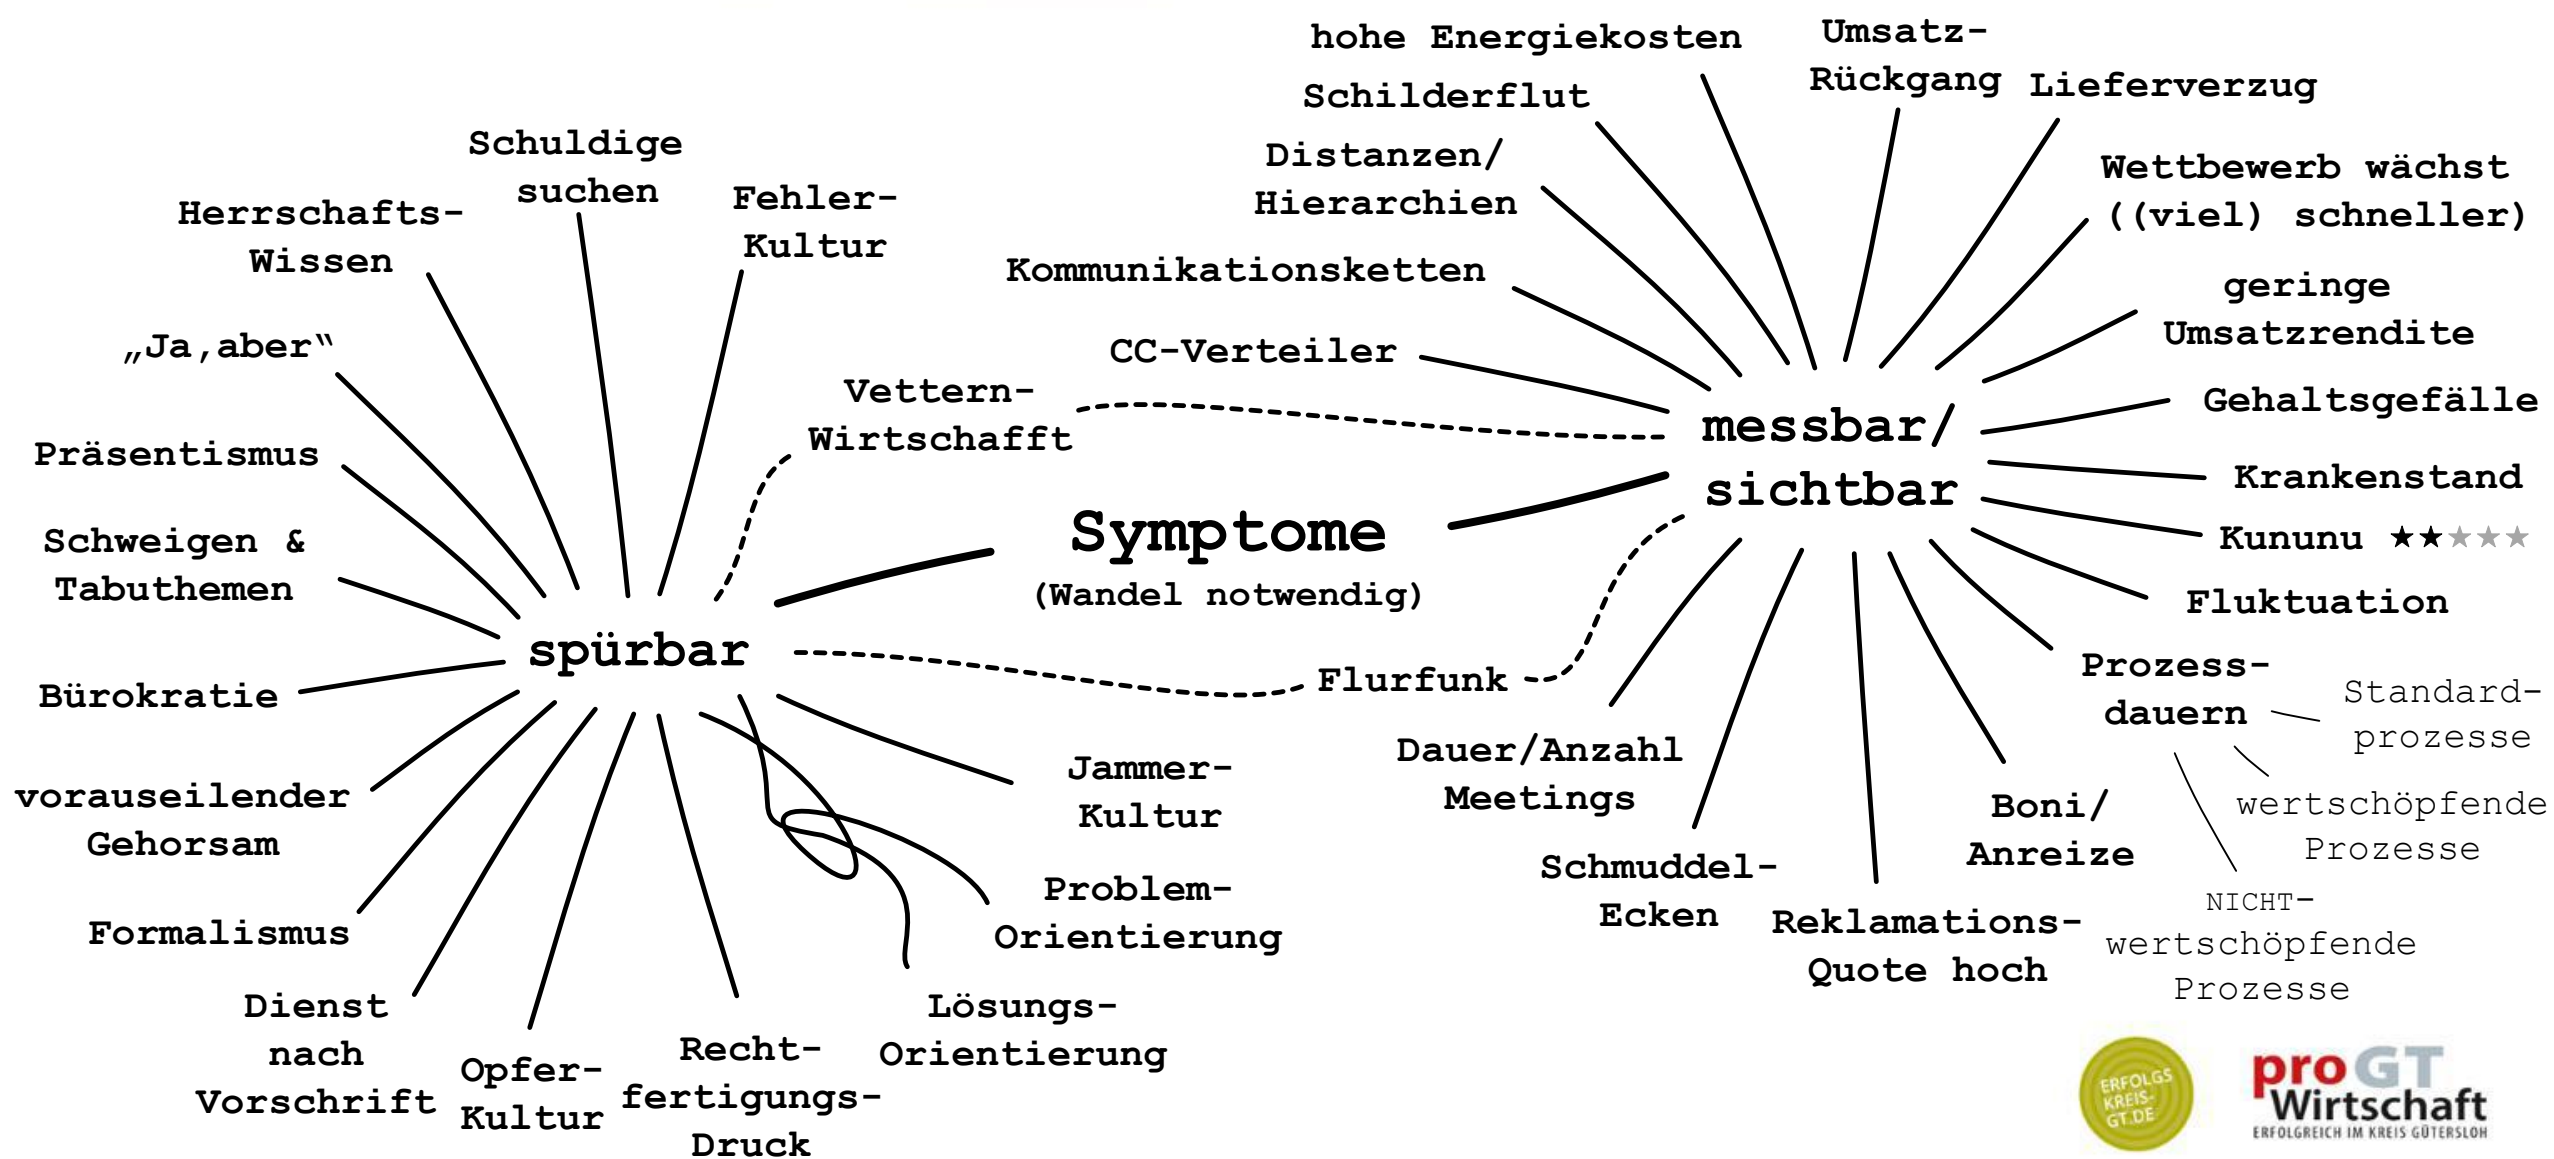 Symptome
(Wandel notwendig)
spürbar
Vettern-
Wirtschafft
Fehler-
Kultur
Schuldige
suchen
Herrschafts-
Wissen
„Ja,aber“
Präsentismus
Schweigen &
Tabuthemen
Bürokratie
vorauseilender
Gehorsam
Formalismus
Dienst
nach
Vorschrift
Opfer-
Kultur
Recht-
fertigungs-
Druck
Lösungs-
Orientierung
Problem-
Orientierung
Jammer-
Kultur
Flurfunk
messbar/
sichtbar
CC-Verteiler
Kommunikationsketten
Distanzen/
Hierarchien
Schilderflut
hohe Energiekosten
Umsatz-
Rückgang
Lieferverzug
Wettbewerb wächst
((viel) schneller)
geringe
Umsatzrendite
Gehaltsgefälle
Krankenstand
Kununu ★★★★★
Fluktuation
Prozess-
dauern
Standard-
prozesse
wertschöpfende
Prozesse
NICHT-
wertschöpfende
Prozesse
Boni/
Anreize
Reklamations-
Quote hoch
Schmuddel-
Ecken
Dauer/Anzahl
Meetings
ERFOLGS
KREIS-
GT.DE
pro GT
Wirtschaft
ERFOLGREICH IM KREIS GÜTERSLOH